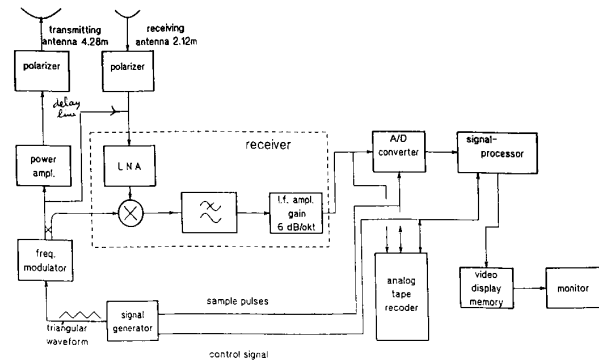 transmitting
antenna 4.28m
receiving
antenna 2.12m
polarizer
polarizer
delay
line
receiver
A/D
converter
signal-
processor
power
ampl.
LNA
I.f. ampl.
gain
6 dB/okt
freq.
modulator
sample pulses
analog
tape
recoder
video
display
memory
monitor
triangular
waveform
signal
generator
control signal